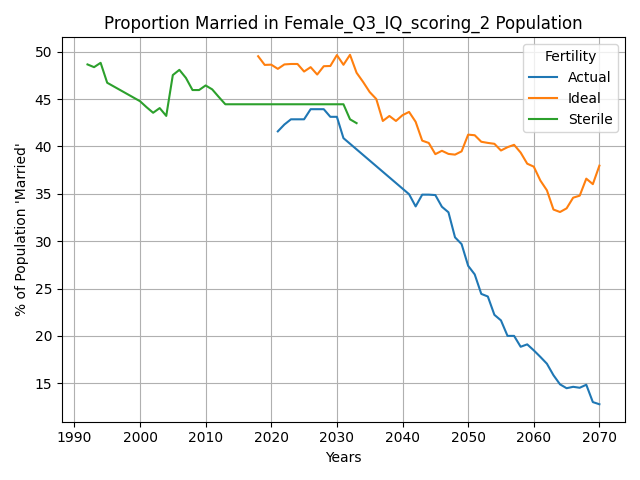 Proportion Married in Female_Q3_IQ_scoring_2 Population
% of Population 'Married'
50
45
40
35
30
25
20
15
Fertility
Actual
Ideal
Sterile
1990 2000 2010 2020 2030 2040 2050 2060 2070
Years